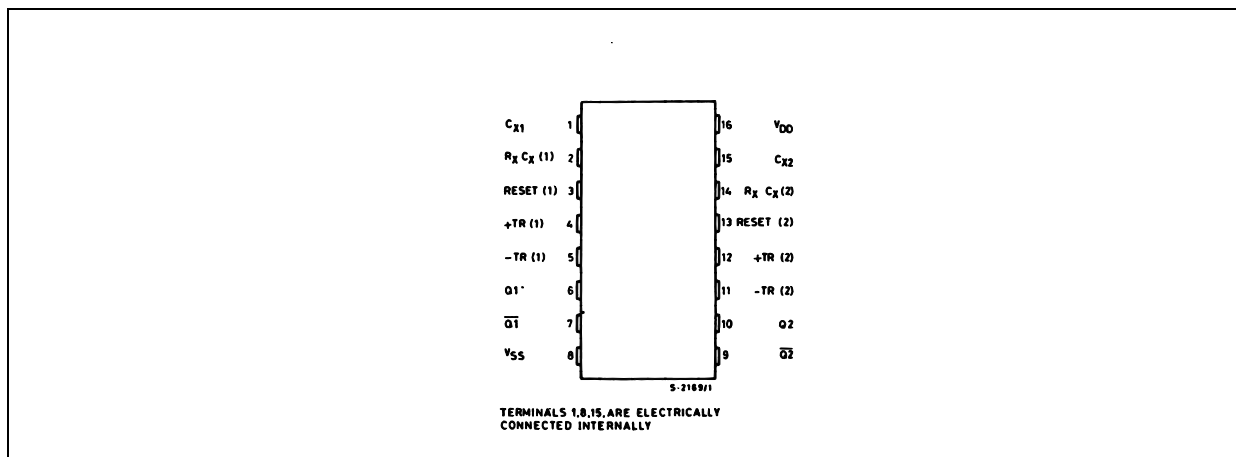 CX1 1 16 VDD
RX CX (1) 2 15 CX2
RESET (1) 3 14 RX CX (2)
+TR (1) 4 13 RESET (2)
-TR (1) 5 12 +TR (2)
Q1 6 11 -TR (2)
Q̅1̅ 7 10 Q2
VSS 8 9 Q̅2̅
S-2169/1
TERMINALS 1,8,15,ARE ELECTRICALLY
CONNECTED INTERNALLY